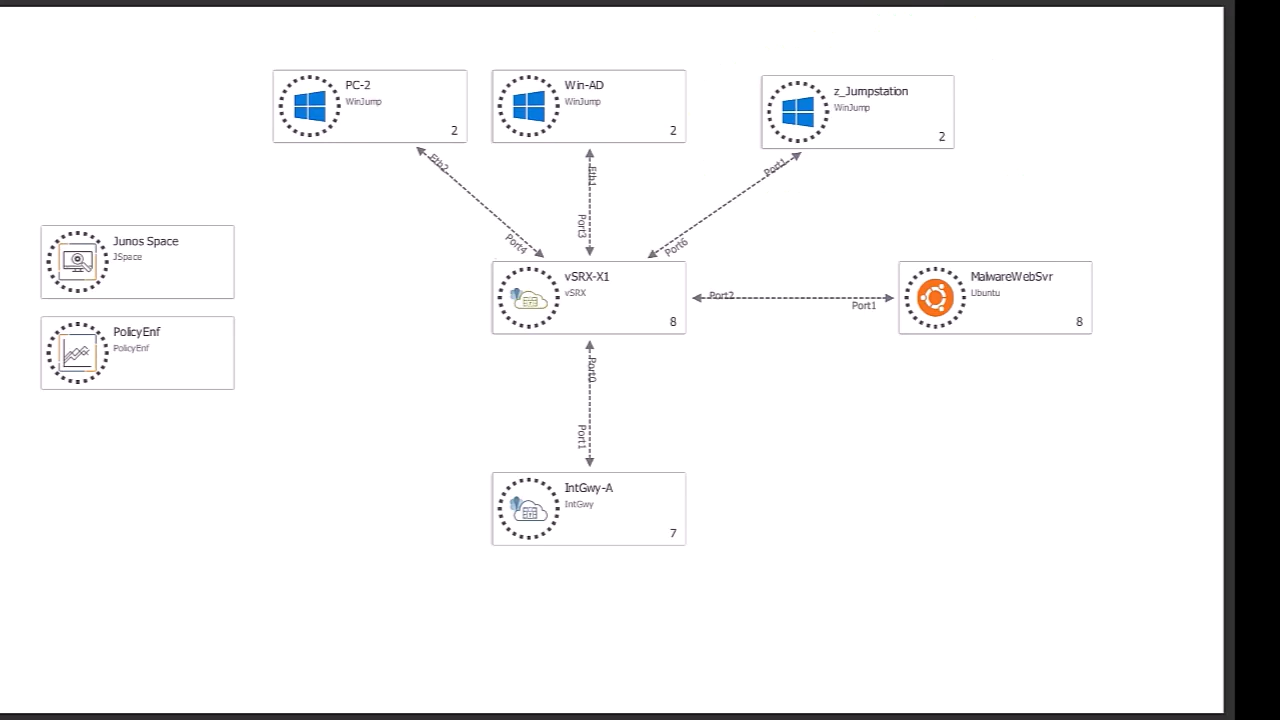 PC-2
WinJump
2
Win-AD
WinJump
2
z_Jumpstation
WinJump
2
Eth2
Eth1
Port1
Port4
Port3
Port6
Junos Space
JSpace
vSRX-X1
vSRX
8
Port2
Port1
MalwareWebSvr
Ubuntu
8
PolicyEnf
PolicyEnf
Port0
Port1
IntGwy-A
IntGwy
7